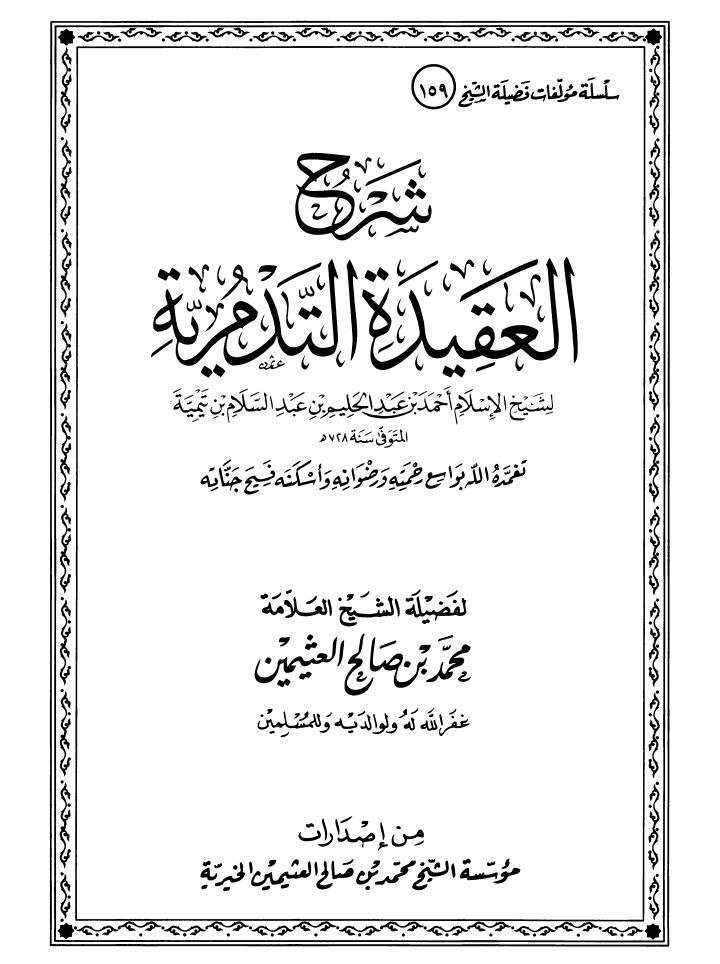 سلسلة مؤلفات فضيلة الشيخ ١٥٩
شرح
العقيدة التدمرية
لشيخ الإسلام أحمد بن عبد الحليم بن عبد السلام بن تيمية
المتوفى سنة ٧٢٨ه
تغمده الله بواسع رحمته ورضوانه وأسكنه فسيح جناته
لفضيلة الشيخ العلامة
محمد بن صالح العثيمين
غفر الله له ولوالديه وللمسلمين
من إصدارات
مؤسسة الشيخ محمد بن صالح العثيمين الخيرية